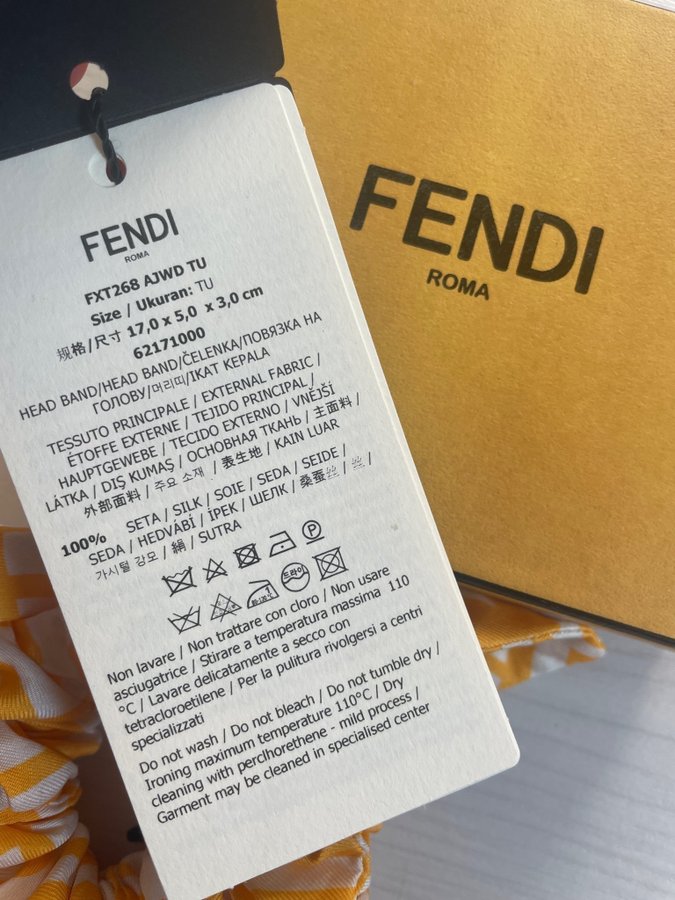 FENDI
ROMA
FXT268 AJWD TU
Size / Ukuran: TU
规格/尺寸 17,0 x 5,0 x 3,0 cm
62171000
HEAD BAND/HEAD BAND/ČELENKA/ПОВЯЗКА НА
ГОЛОВУ/머리띠/IKAT KEPALA
TESSUTO PRINCIPALE / EXTERNAL FABRIC /
ÉTOFFE EXTERNE / TEJIDO PRINCIPAL /
HAUPTGEWEBE / TECIDO EXTERNO / VNĚJŠÍ
LÁTKA / DIŞ KUMAŞ / ОСНОВНАЯ ТКАНЬ / 主面料 /
外部面料 / 주요 소재 / 表生地 / KAIN LUAR
100% SETA / SILK / SOIE / SEDA / SEIDE /
SEDA / HEDVÁBÍ / İPEK / ШЕЛК / 桑蚕丝 / 丝 /
가시털 강모 / 絹 / SUTRA
드라이
Non lavare / Non trattare con cloro / Non usare
asciugatrice / Stirare a temperatura massima 110
°C / Lavare delicatamente a secco con
tetracloroetilene / Per la pulitura rivolgersi a centri
specializzati
Do not wash / Do not bleach / Do not tumble dry /
Ironing maximum temperature 110°C / Dry
cleaning with perclhorethene - mild process /
Garment may be cleaned in specialised center
FENDI
ROMA